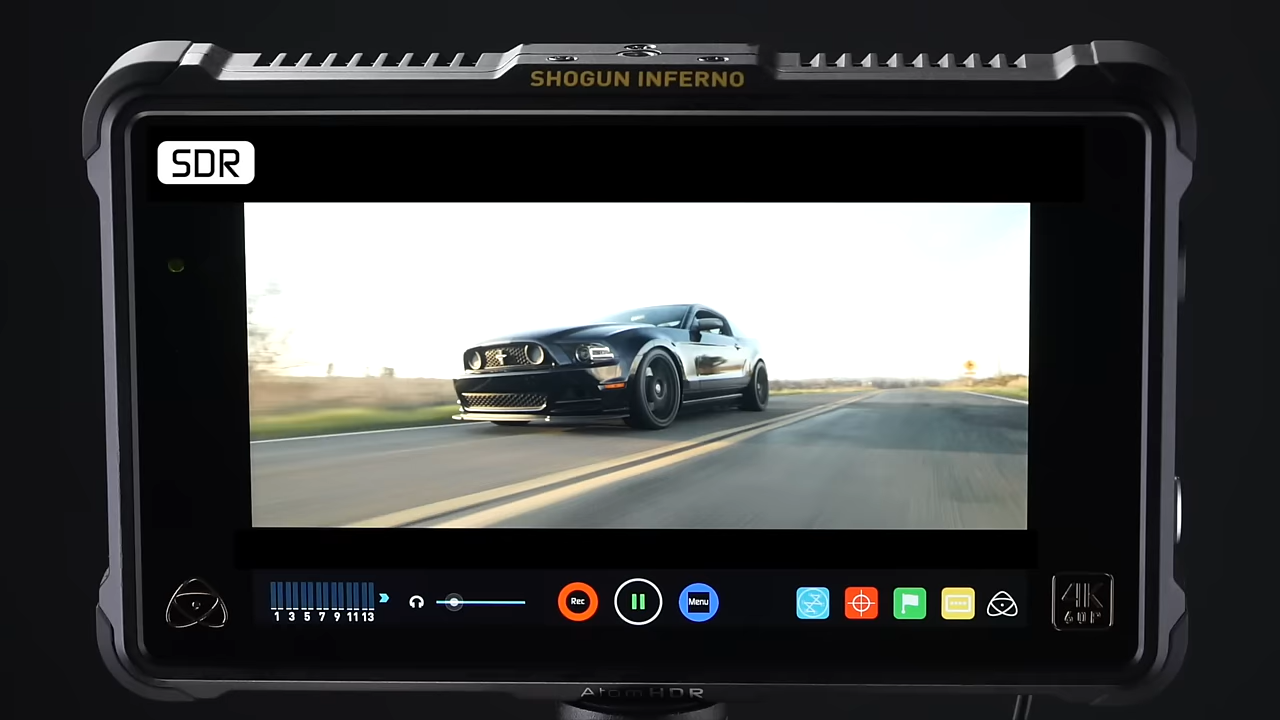 SHOGUN INFERNO
SDR
1 3 5 7 9 11 13
Rec
Menu
4K
60P
AtomHDR